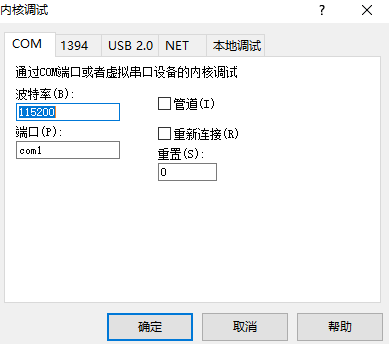 内核调试
? ×
COM 1394 USB 2.0 NET 本地调试
通过COM端口或者虚拟串口设备的内核调试
波特率(B):
115200
管道(I)
端口(P):
com1
重新连接(R)
重置(S):
0
确定 取消 帮助